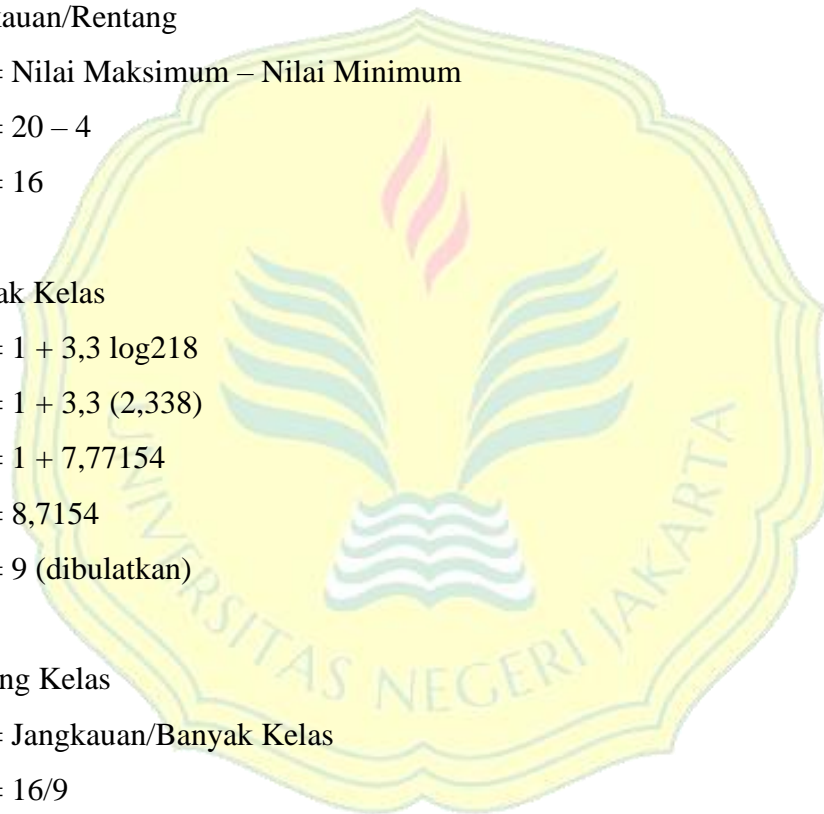 kauan/Rentang
= Nilai Maksimum – Nilai Minimum
= 20 – 4
= 16
ak Kelas
= 1 + 3,3 log218
= 1 + 3,3 (2,338)
= 1 + 7,77154
= 8,7154
= 9 (dibulatkan)
ng Kelas
= Jangkauan/Banyak Kelas
= 16/9
UNIVERSITAS NEGERI JAKARTA